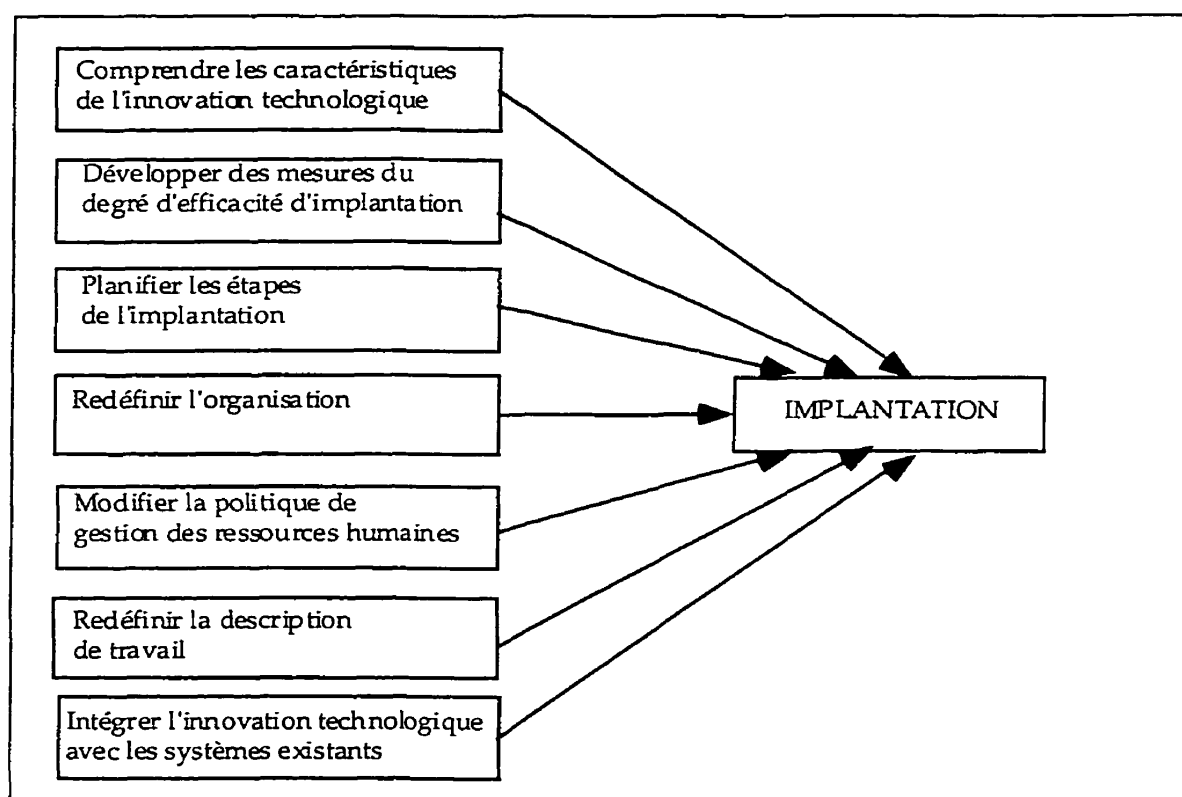 Comprendre les caractéristiques
de l'innovation technologique
Développer des mesures du
degré d'efficacité d'implantation
Planifier les étapes
de l'implantation
Redéfinir l'organisation
IMPLANTATION
Modifier la politique de
gestion des ressources humaines
Redéfinir la description
de travail
Intégrer l'innovation technologique
avec les systèmes existants